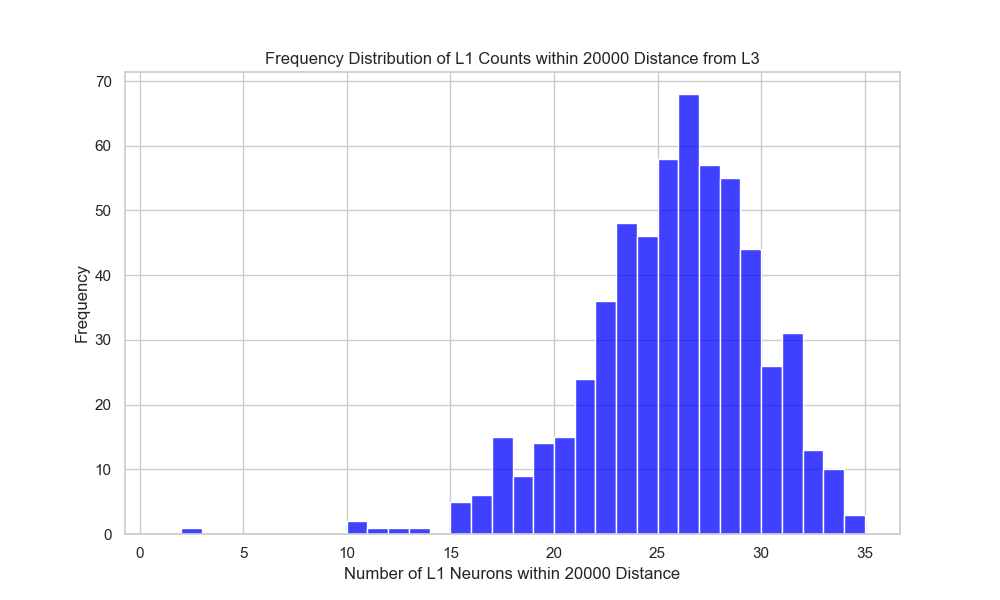 Frequency Distribution of L1 Counts within 20000 Distance from L3
70
60
50
40
30
20
10
0
Frequency
0 5 10 15 20 25 30 35
Number of L1 Neurons within 20000 Distance